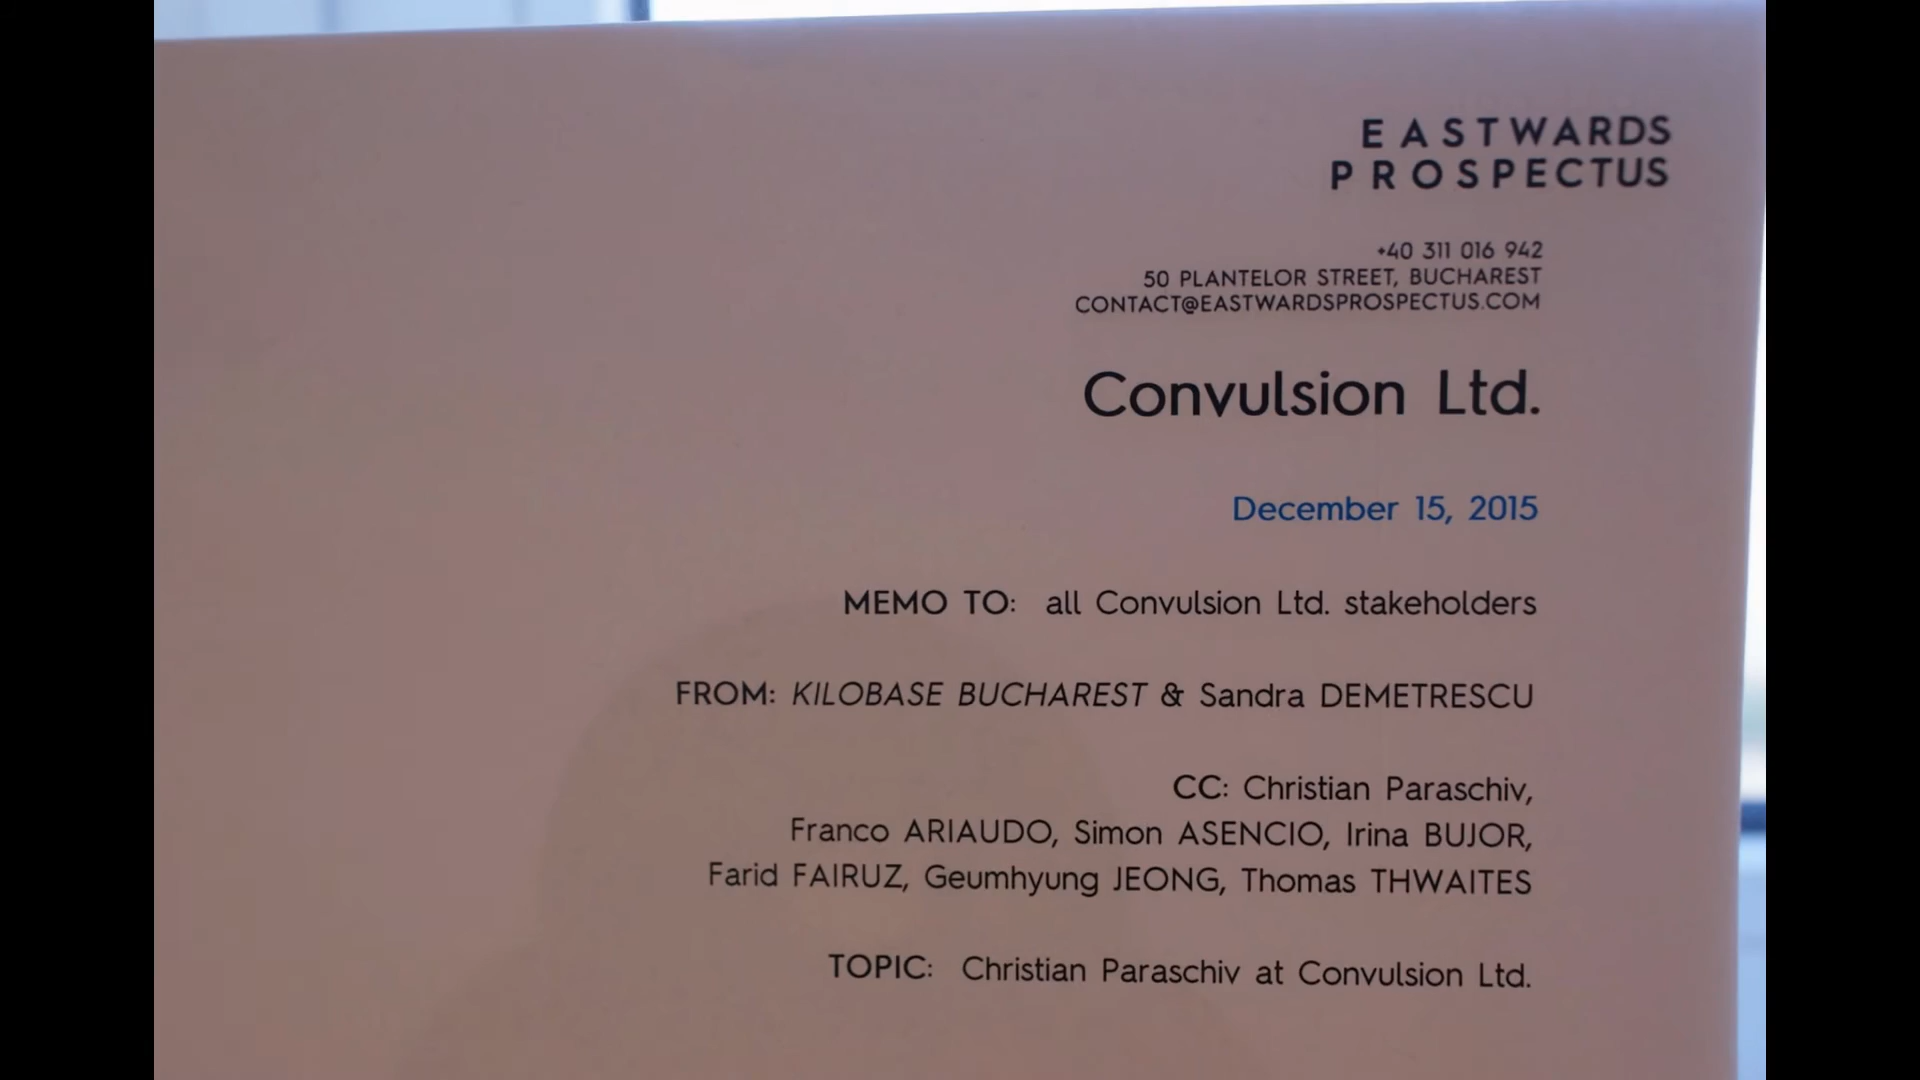 EASTWARDS
PROSPECTUS
+40 311 016 942
50 PLANTELOR STREET, BUCHAREST
CONTACT@EASTWARDSPROSPECTUS.COM
Convulsion Ltd.
December 15, 2015
MEMO TO: all Convulsion Ltd. stakeholders
FROM: KILOBASE BUCHAREST & Sandra DEMETRESCU
CC: Christian Paraschiv,
Franco ARIAUDO, Simon ASENCIO, Irina BUJOR,
Farid FAIRUZ, Geumhyung JEONG, Thomas THWAITES
TOPIC: Christian Paraschiv at Convulsion Ltd.